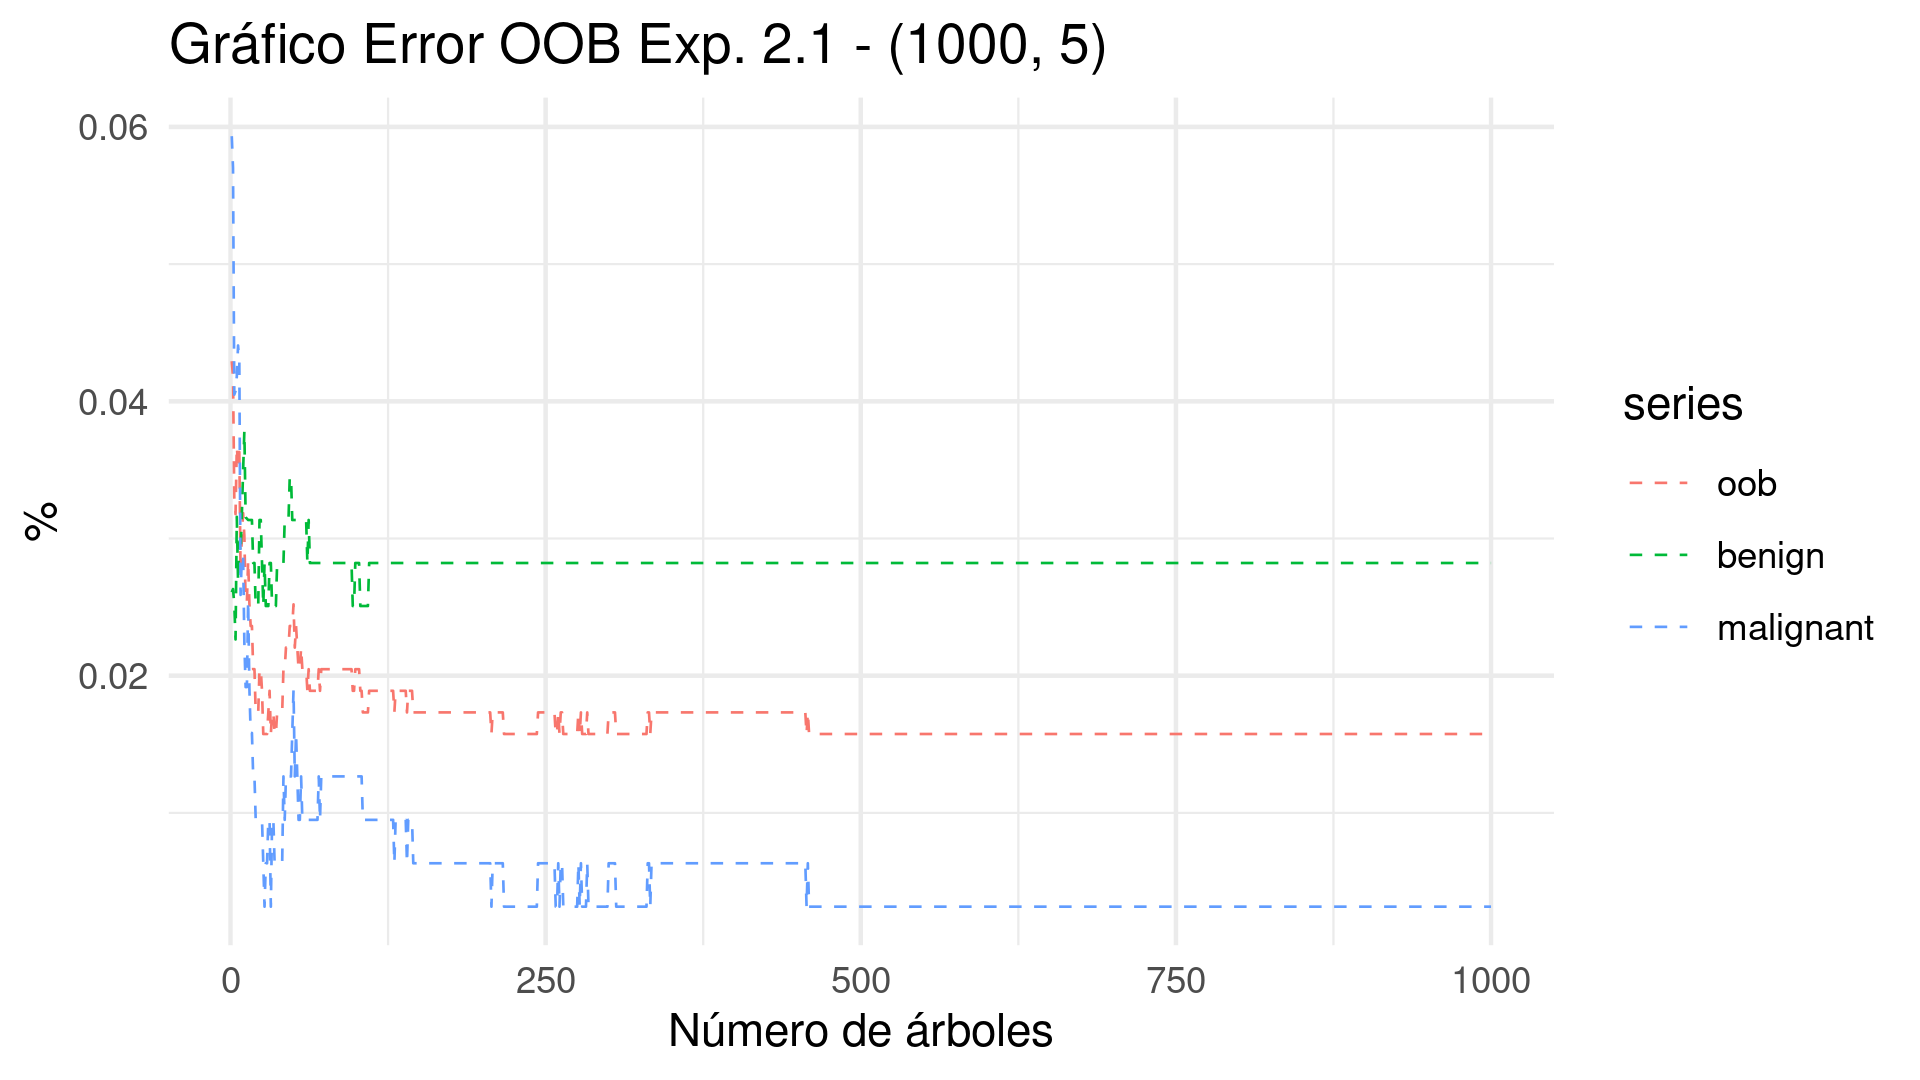 Gráfico Error OOB Exp. 2.1 - (1000, 5)
0.06
0.04
0.02
%
0 250 500 750 1000
Número de árboles
series
oob
benign
malignant